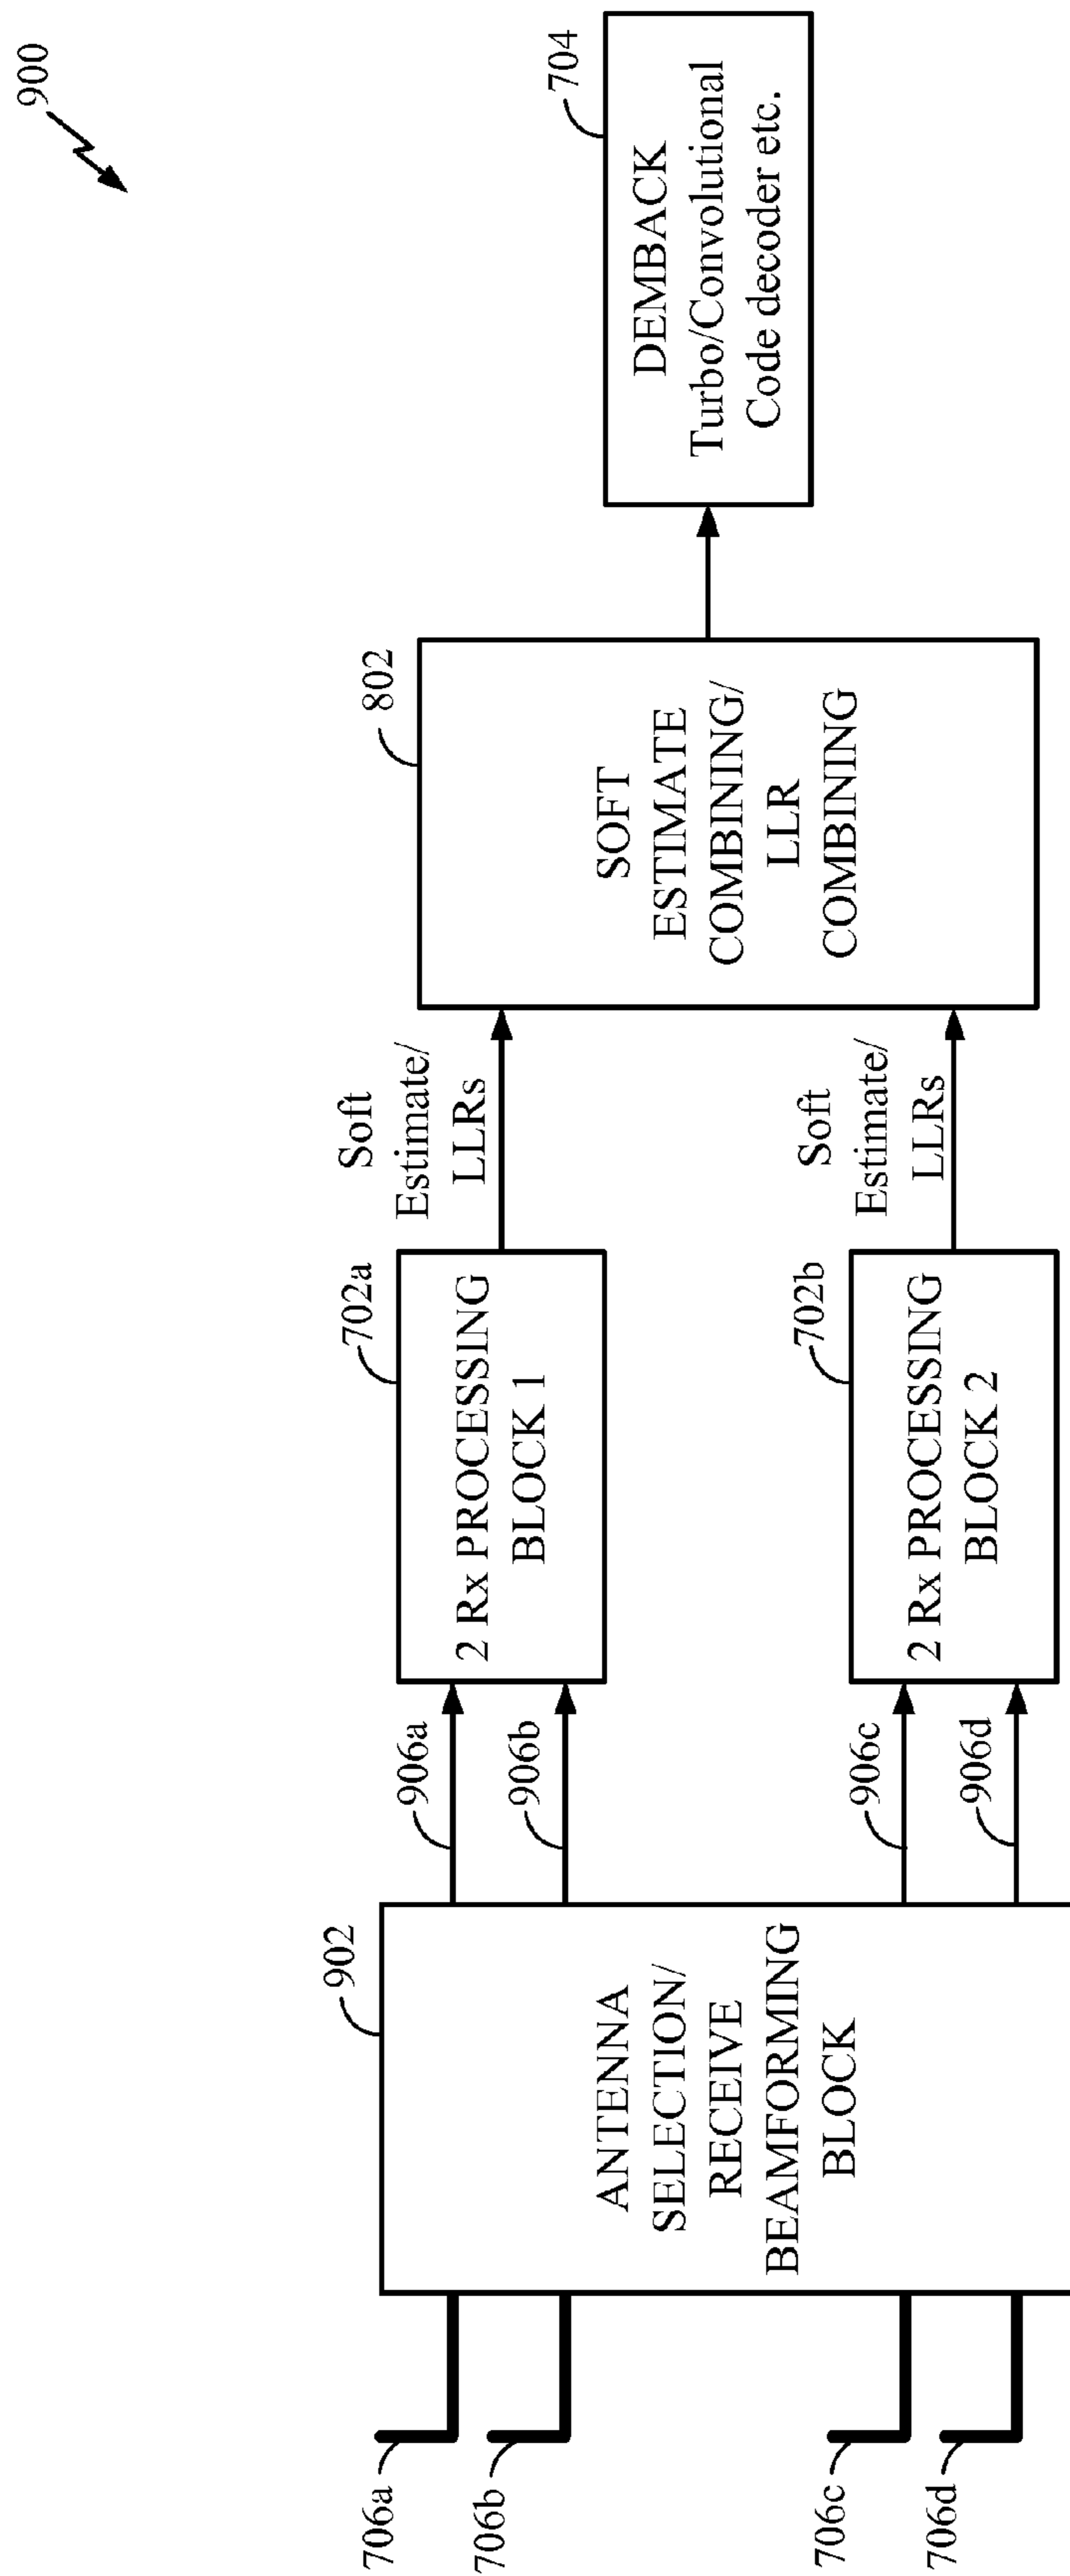 900
706a
706b
706c
706d
902
ANTENNA
SELECTION/
RECEIVE
BEAMFORMING
BLOCK
906a
906b
906c
906d
702a
2 Rx PROCESSING
BLOCK 1
702b
2 Rx PROCESSING
BLOCK 2
Soft
Estimate/
LLRs
Soft
Estimate/
LLRs
802
SOFT
ESTIMATE
COMBINING/
LLR
COMBINING
704
DEMBACK
Turbo/Convolutional
Code decoder etc.